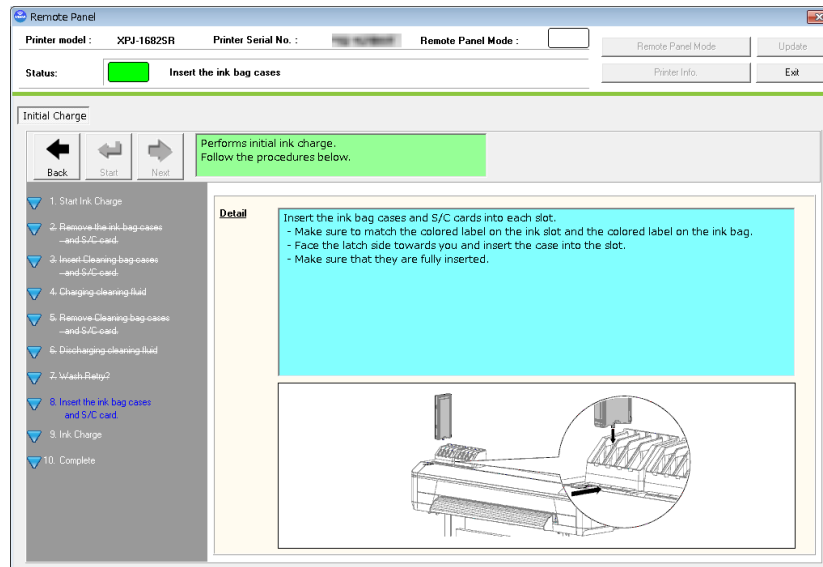 Remote Panel
Printer model : XPJ-1682SR Printer Serial No. : Remote Panel Mode :
Remote Panel Mode Update
Status: Insert the ink bag cases
Printer Info. Exit
Initial Charge
Back Start Next
Performs initial ink charge.
Follow the procedures below.
1. Start Ink Charge
2. Remove the ink bag cases
and S/C card.
3. Insert Cleaning bag cases
and S/C card.
4. Charging cleaning fluid
5. Remove Cleaning bag cases
and S/C card.
6. Discharging cleaning fluid
7. Wash Retry?
8. Insert the ink bag cases
and S/C card.
9. Ink Charge
10. Complete
Detail
Insert the ink bag cases and S/C cards into each slot.
- Make sure to match the colored label on the ink slot and the colored label on the ink bag.
- Face the latch side towards you and insert the case into the slot.
- Make sure that they are fully inserted.